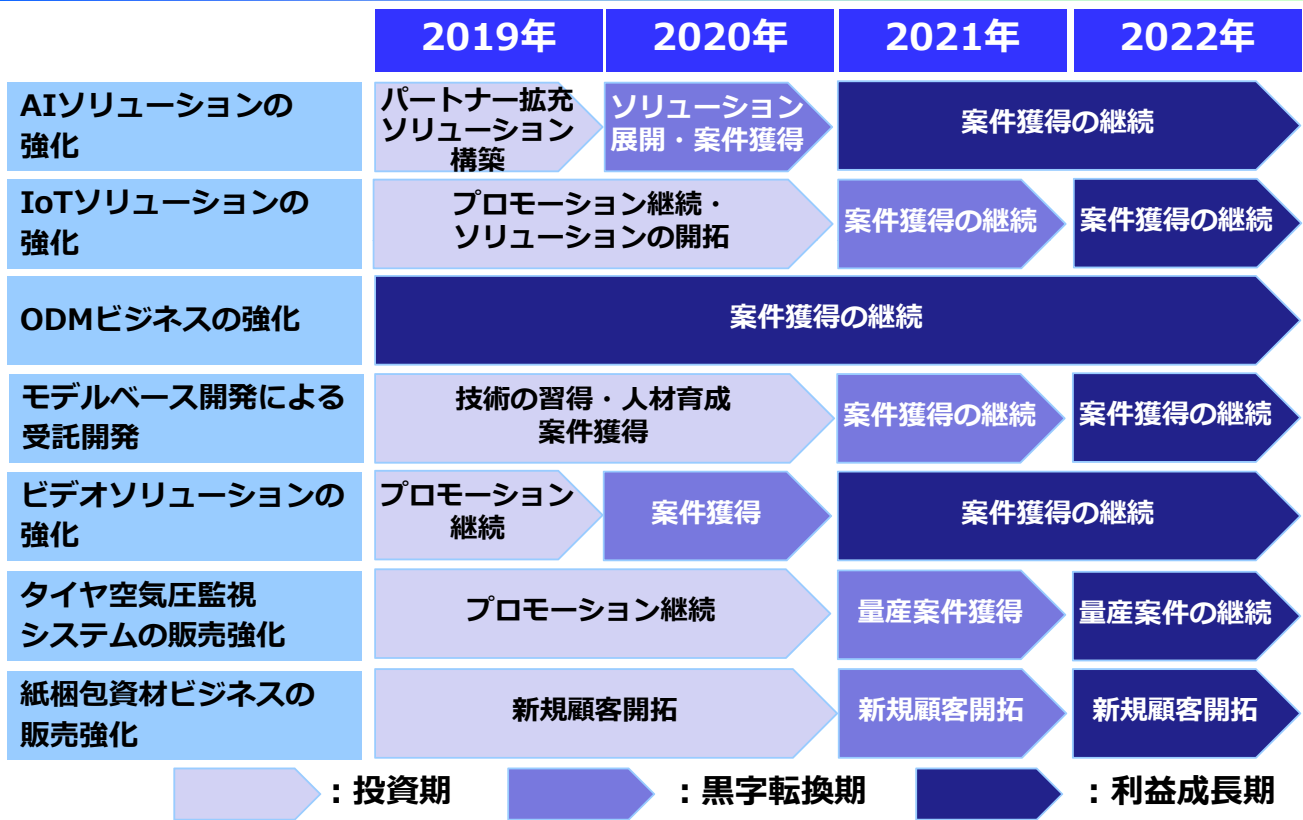 2019年
2020年
2021年
2022年
AIソリューションの
強化
パートナー拡充
ソリューション
構築
ソリューション
展開・案件獲得
案件獲得の継続
IoTソリューションの
強化
プロモーション継続・
ソリューションの開拓
案件獲得の継続
案件獲得の継続
ODMビジネスの強化
案件獲得の継続
モデルベース開発による
受託開発
技術の習得・人材育成
案件獲得
案件獲得の継続
案件獲得の継続
ビデオソリューションの
強化
プロモーション
継続
案件獲得
案件獲得の継続
タイヤ空気圧監視
システムの販売強化
プロモーション継続
量産案件獲得
量産案件の継続
紙梱包資材ビジネスの
販売強化
新規顧客開拓
新規顧客開拓
新規顧客開拓
：投資期
：黒字転換期
：利益成長期